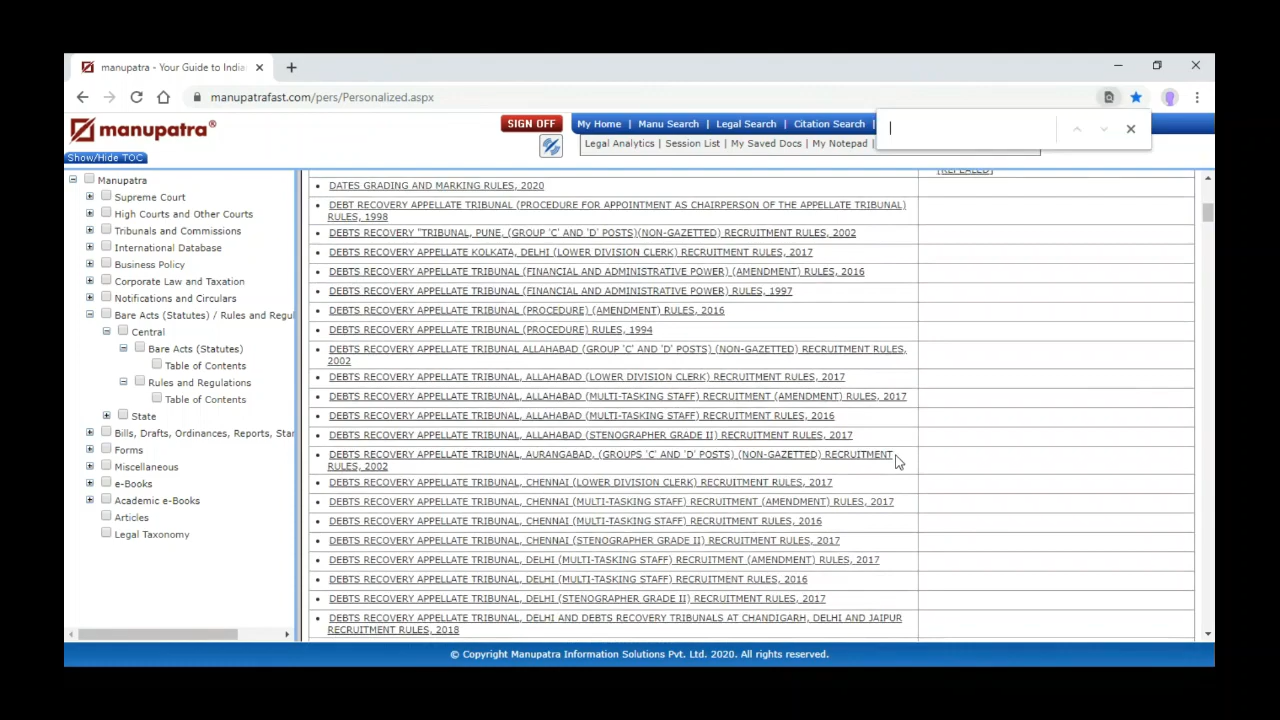 manupatra - Your Guide to India
manupatrafast.com/pers/Personalized.aspx
manupatra®
SIGN OFF
My Home | Manu Search | Legal Search | Citation Search |
Legal Analytics | Session List | My Saved Docs | My Notepad |
Show/Hide TOC
Manupatra
Supreme Court
High Courts and Other Courts
Tribunals and Commissions
International Database
Business Policy
Corporate Law and Taxation
Notifications and Circulars
Bare Acts (Statutes) / Rules and Regul
Central
Bare Acts (Statutes)
Table of Contents
Rules and Regulations
Table of Contents
State
Bills, Drafts, Ordinances, Reports, Star
Forms
Miscellaneous
e-Books
Academic e-Books
Articles
Legal Taxonomy
[REPEALED]
DATES GRADING AND MARKING RULES, 2020
DEBT RECOVERY APPELLATE TRIBUNAL (PROCEDURE FOR APPOINTMENT AS CHAIRPERSON OF THE APPELLATE TRIBUNAL)
RULES, 1998
DEBTS RECOVERY "TRIBUNAL, PUNE, (GROUP 'C' AND 'D' POSTS)(NON-GAZETTED) RECRUITMENT RULES, 2002
DEBTS RECOVERY APPELLATE KOLKATA, DELHI (LOWER DIVISION CLERK) RECRUITMENT RULES, 2017
DEBTS RECOVERY APPELLATE TRIBUNAL (FINANCIAL AND ADMINISTRATIVE POWER) (AMENDMENT) RULES, 2016
DEBTS RECOVERY APPELLATE TRIBUNAL (FINANCIAL AND ADMINISTRATIVE POWER) RULES, 1997
DEBTS RECOVERY APPELLATE TRIBUNAL (PROCEDURE) (AMENDMENT) RULES, 2016
DEBTS RECOVERY APPELLATE TRIBUNAL (PROCEDURE) RULES, 1994
DEBTS RECOVERY APPELLATE TRIBUNAL ALLAHABAD (GROUP 'C' AND 'D' POSTS) (NON-GAZETTED) RECRUITMENT RULES,
2002
DEBTS RECOVERY APPELLATE TRIBUNAL, ALLAHABAD (LOWER DIVISION CLERK) RECRUITMENT RULES, 2017
DEBTS RECOVERY APPELLATE TRIBUNAL, ALLAHABAD (MULTI-TASKING STAFF) RECRUITMENT (AMENDMENT) RULES, 2017
DEBTS RECOVERY APPELLATE TRIBUNAL, ALLAHABAD (MULTI-TASKING STAFF) RECRUITMENT RULES, 2016
DEBTS RECOVERY APPELLATE TRIBUNAL, ALLAHABAD (STENOGRAPHER GRADE II) RECRUITMENT RULES, 2017
DEBTS RECOVERY APPELLATE TRIBUNAL, AURANGABAD, (GROUPS 'C' AND 'D' POSTS) (NON-GAZETTED) RECRUITMENT
RULES, 2002
DEBTS RECOVERY APPELLATE TRIBUNAL, CHENNAI (LOWER DIVISION CLERK) RECRUITMENT RULES, 2017
DEBTS RECOVERY APPELLATE TRIBUNAL, CHENNAI (MULTI-TASKING STAFF) RECRUITMENT (AMENDMENT) RULES, 2017
DEBTS RECOVERY APPELLATE TRIBUNAL, CHENNAI (MULTI-TASKING STAFF) RECRUITMENT RULES, 2016
DEBTS RECOVERY APPELLATE TRIBUNAL, CHENNAI (STENOGRAPHER GRADE II) RECRUITMENT RULES, 2017
DEBTS RECOVERY APPELLATE TRIBUNAL, DELHI (MULTI-TASKING STAFF) RECRUITMENT (AMENDMENT) RULES, 2017
DEBTS RECOVERY APPELLATE TRIBUNAL, DELHI (MULTI-TASKING STAFF) RECRUITMENT RULES, 2016
DEBTS RECOVERY APPELLATE TRIBUNAL, DELHI (STENOGRAPHER GRADE II) RECRUITMENT RULES, 2017
DEBTS RECOVERY APPELLATE TRIBUNAL, DELHI AND DEBTS RECOVERY TRIBUNALS AT CHANDIGARH, DELHI AND JAIPUR
RECRUITMENT RULES, 2018
© Copyright Manupatra Information Solutions Pvt. Ltd. 2020. All rights reserved.